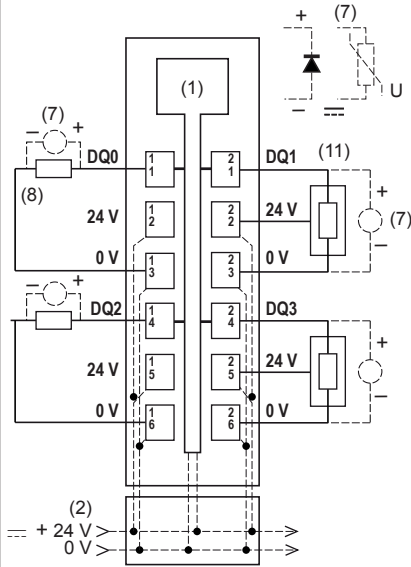 + (7)
(1)
U
–
(7)
– +
(8)
DQ0
1 1
2 1
DQ1
(11)
+
24 V
1 2
2 2
24 V
(7)
–
0 V
1 3
2 3
0 V
– +
DQ2
1 4
2 4
DQ3
+
24 V
1 5
2 5
24 V
–
0 V
1 6
2 6
0 V
(2)
+ 24 V
0 V